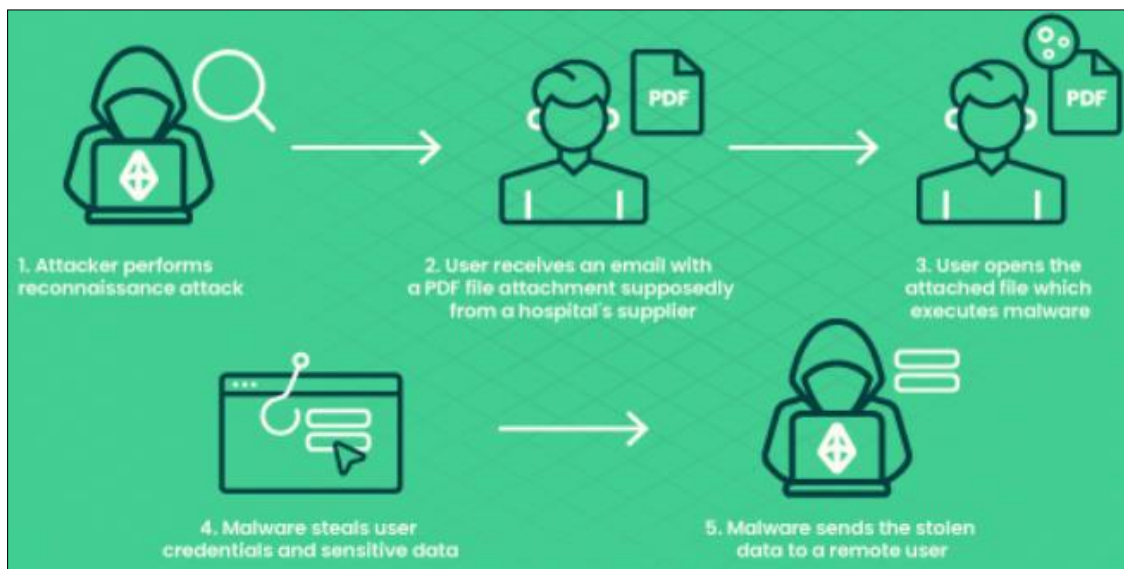 PDF
PDF
1. Attacker performs
reconnaissance attack
2. User receives an email with
a PDF file attachment supposedly
from a hospital's supplier
3. User opens the
attached file which
executes malware
4. Malware steals user
credentials and sensitive data
5. Malware sends the stolen
data to a remote user